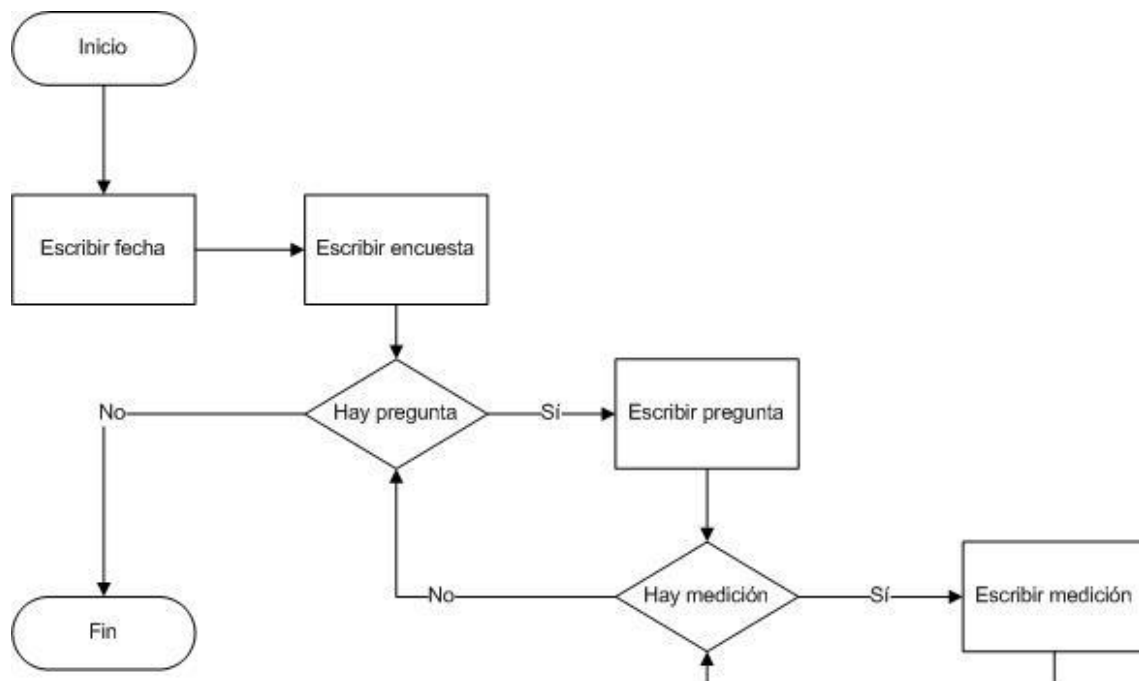 Inicio
Escribir fecha
Escribir encuesta
No
Hay pregunta
Sí
Escribir pregunta
No
Hay medición
Sí
Escribir medición
Fin